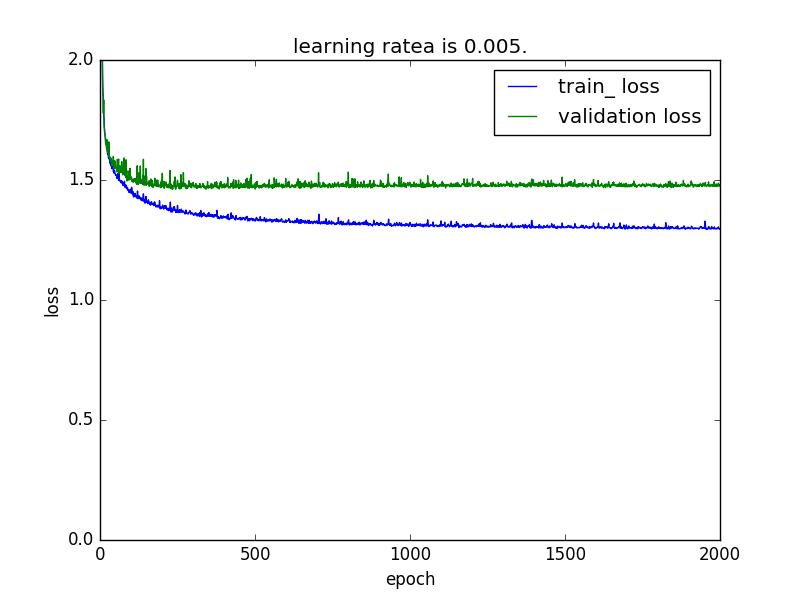 learning ratea is 0.005.
train_ loss
validation loss
2.0
1.5
1.0
0.5
0.0
loss
0 500 1000 1500 2000
epoch